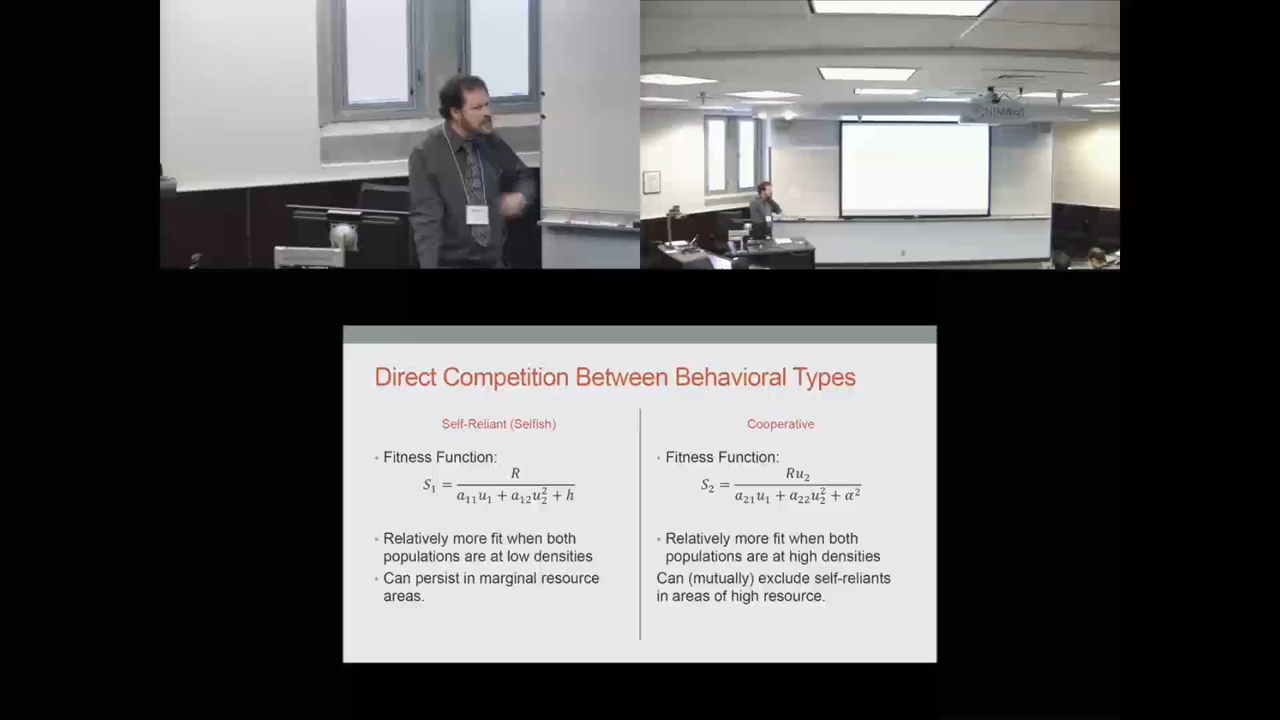 NIMBioS
Direct Competition Between Behavioral Types
Self-Reliant (Selfish)
• Fitness Function:
S₁ = R / (a₁₁u₁ + a₁₂u₂² + h)
• Relatively more fit when both
populations are at low densities
• Can persist in marginal resource
areas.
Cooperative
• Fitness Function:
S₂ = Ru₂ / (a₂₁u₁ + a₂₂u₂² + α²)
• Relatively more fit when both
populations are at high densities
Can (mutually) exclude self-reliants
in areas of high resource.